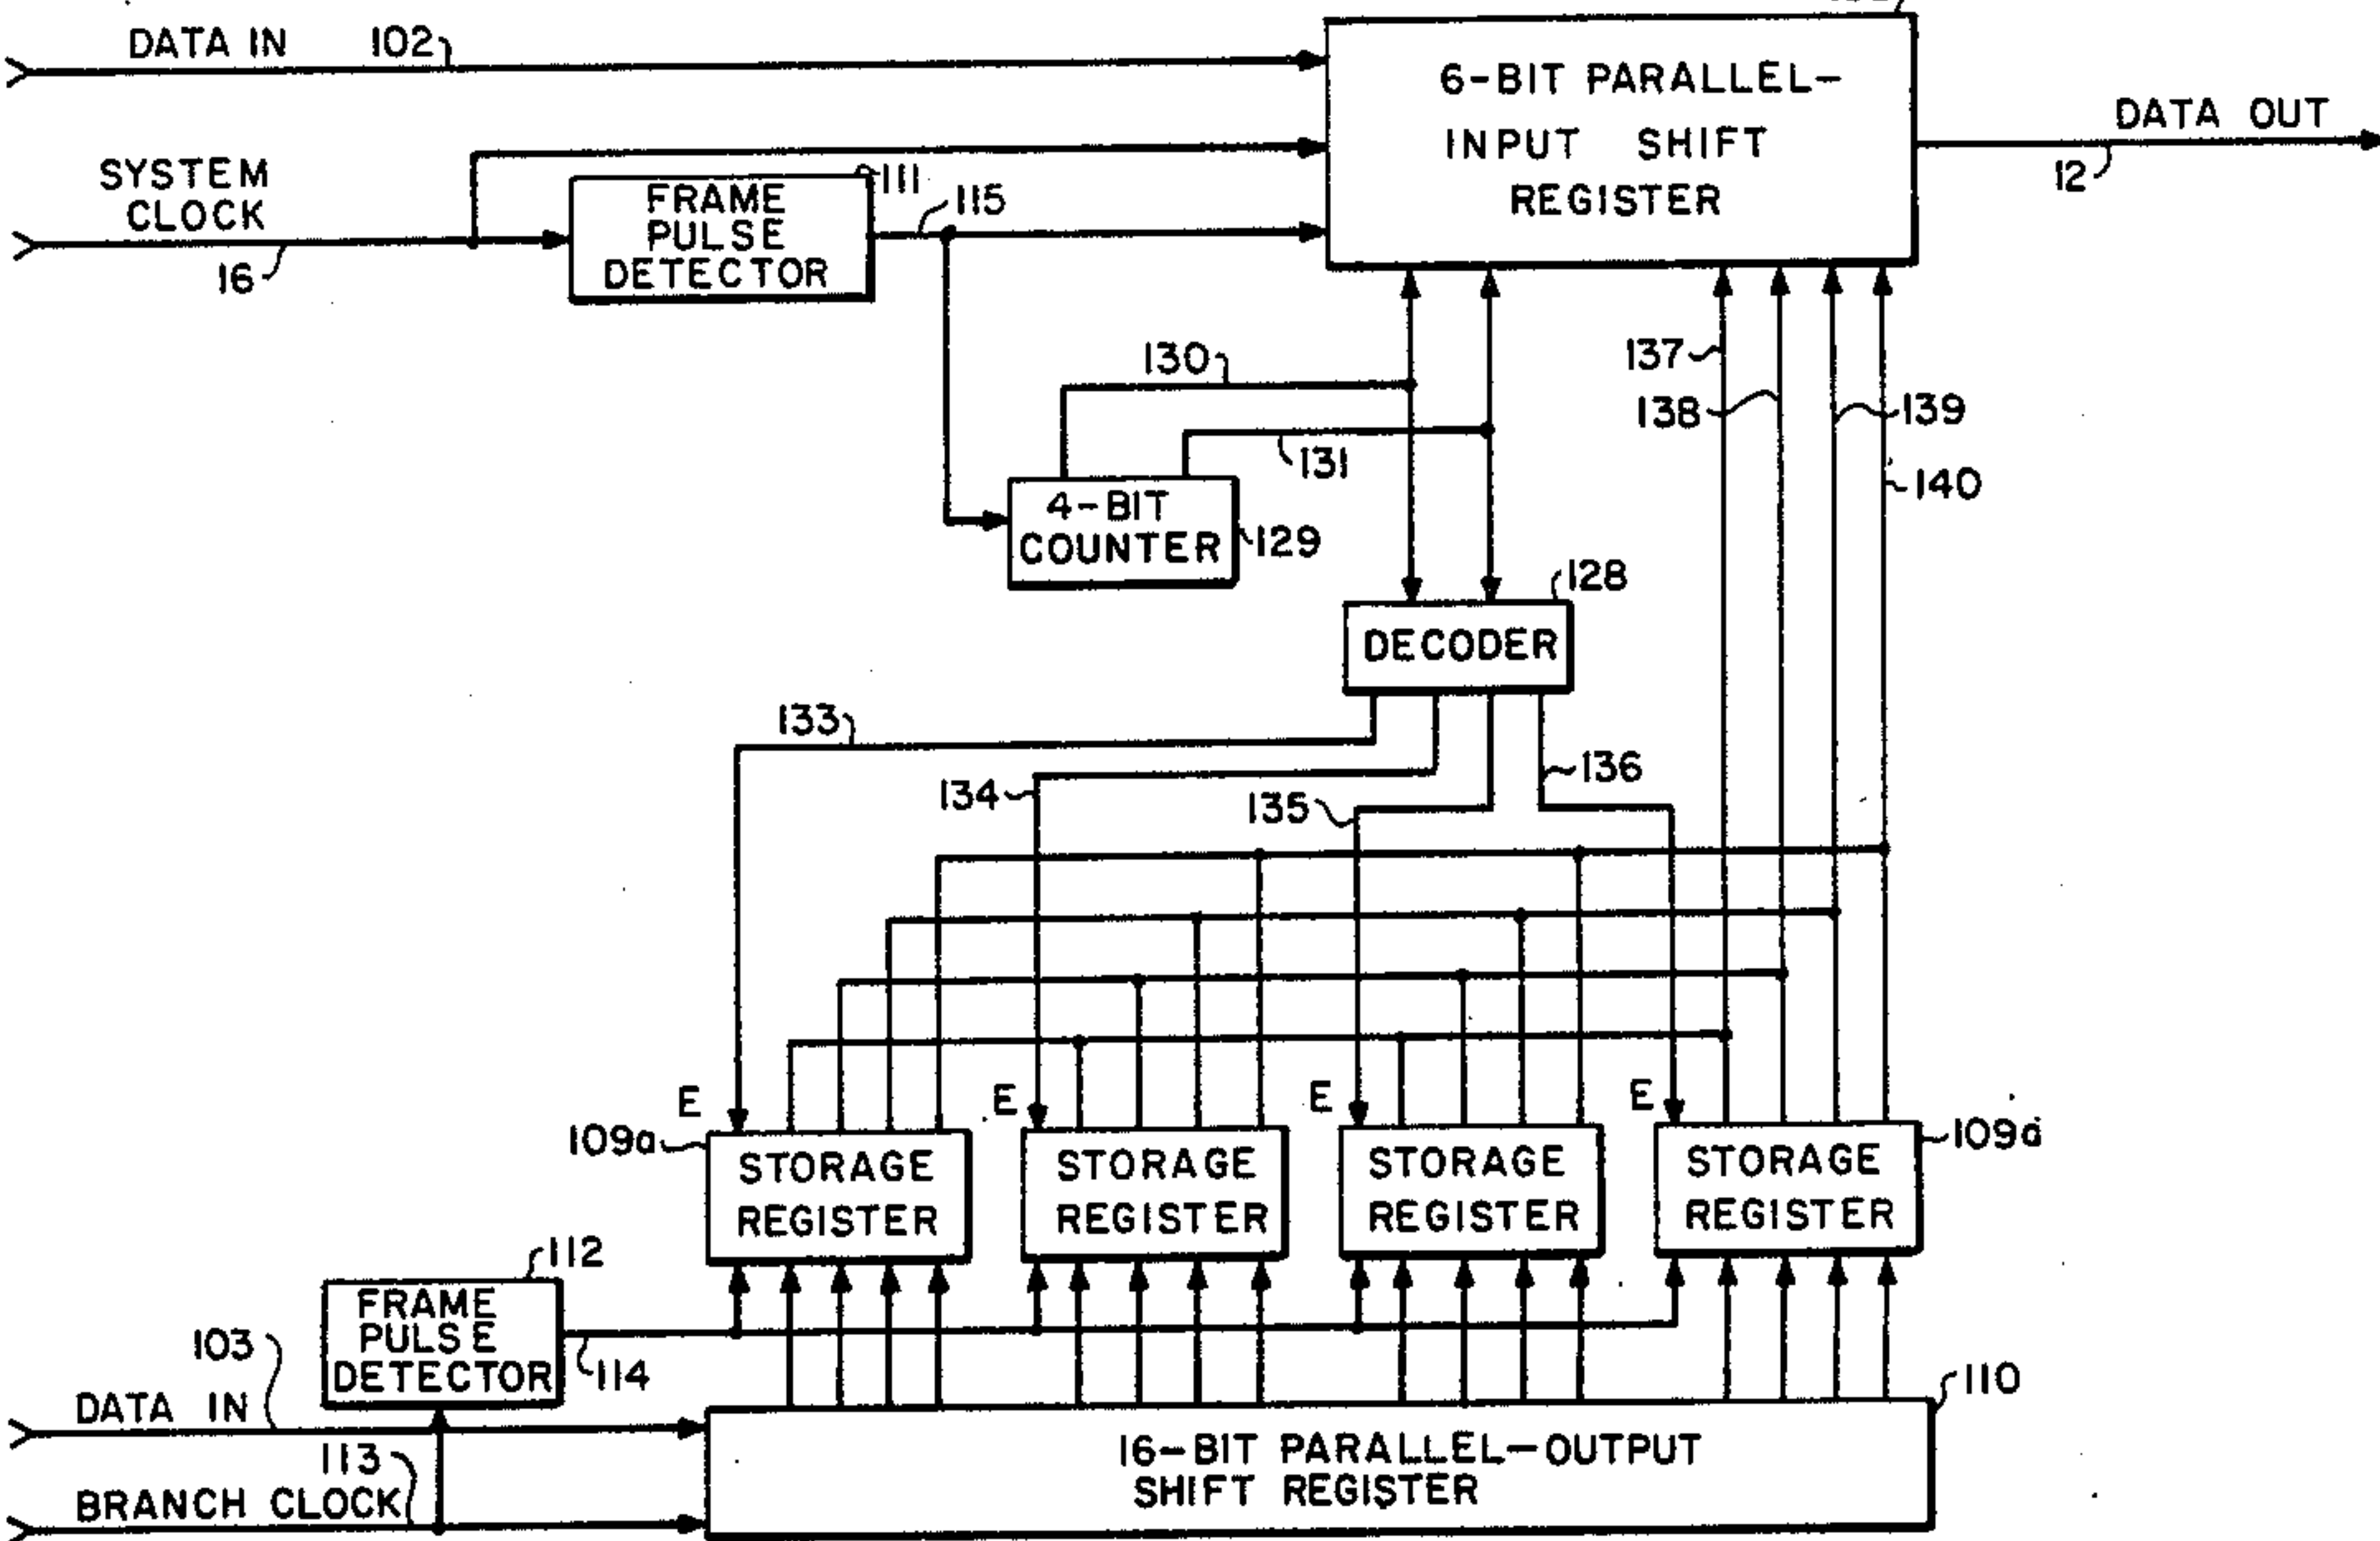 DATA IN 102
6-BIT PARALLEL-
INPUT SHIFT
REGISTER
DATA OUT
12
SYSTEM
CLOCK
16
FRAME
PULSE
DETECTOR
111
115
130
131
137
138
139
140
4-BIT
COUNTER
129
128
DECODER
133
134
135
136
E
E
E
E
109a
STORAGE
REGISTER
STORAGE
REGISTER
STORAGE
REGISTER
STORAGE
REGISTER
109a
112
FRAME
PULSE
DETECTOR
103
114
DATA IN
113
BRANCH CLOCK
110
16-BIT PARALLEL-OUTPUT
SHIFT REGISTER